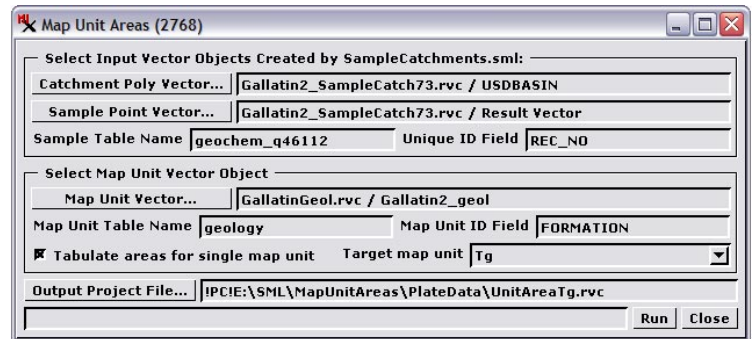 Map Unit Areas (2768)
Select Input Vector Objects Created by SampleCatchments.sml:
Catchment Poly Vector... Gallatin2_SampleCatch73.rvc / USDBASIN
Sample Point Vector... Gallatin2_SampleCatch73.rvc / Result Vector
Sample Table Name geochem_q46112 Unique ID Field REC_NO
Select Map Unit Vector Object
Map Unit Vector... GallatinGeol.rvc / Gallatin2_geol
Map Unit Table Name geology Map Unit ID Field FORMATION
Tabulate areas for single map unit Target map unit Tg
Output Project File... !PC!E:\SML\MapUnitAreas\PlateData\UnitAreaTg.rvc
Run Close